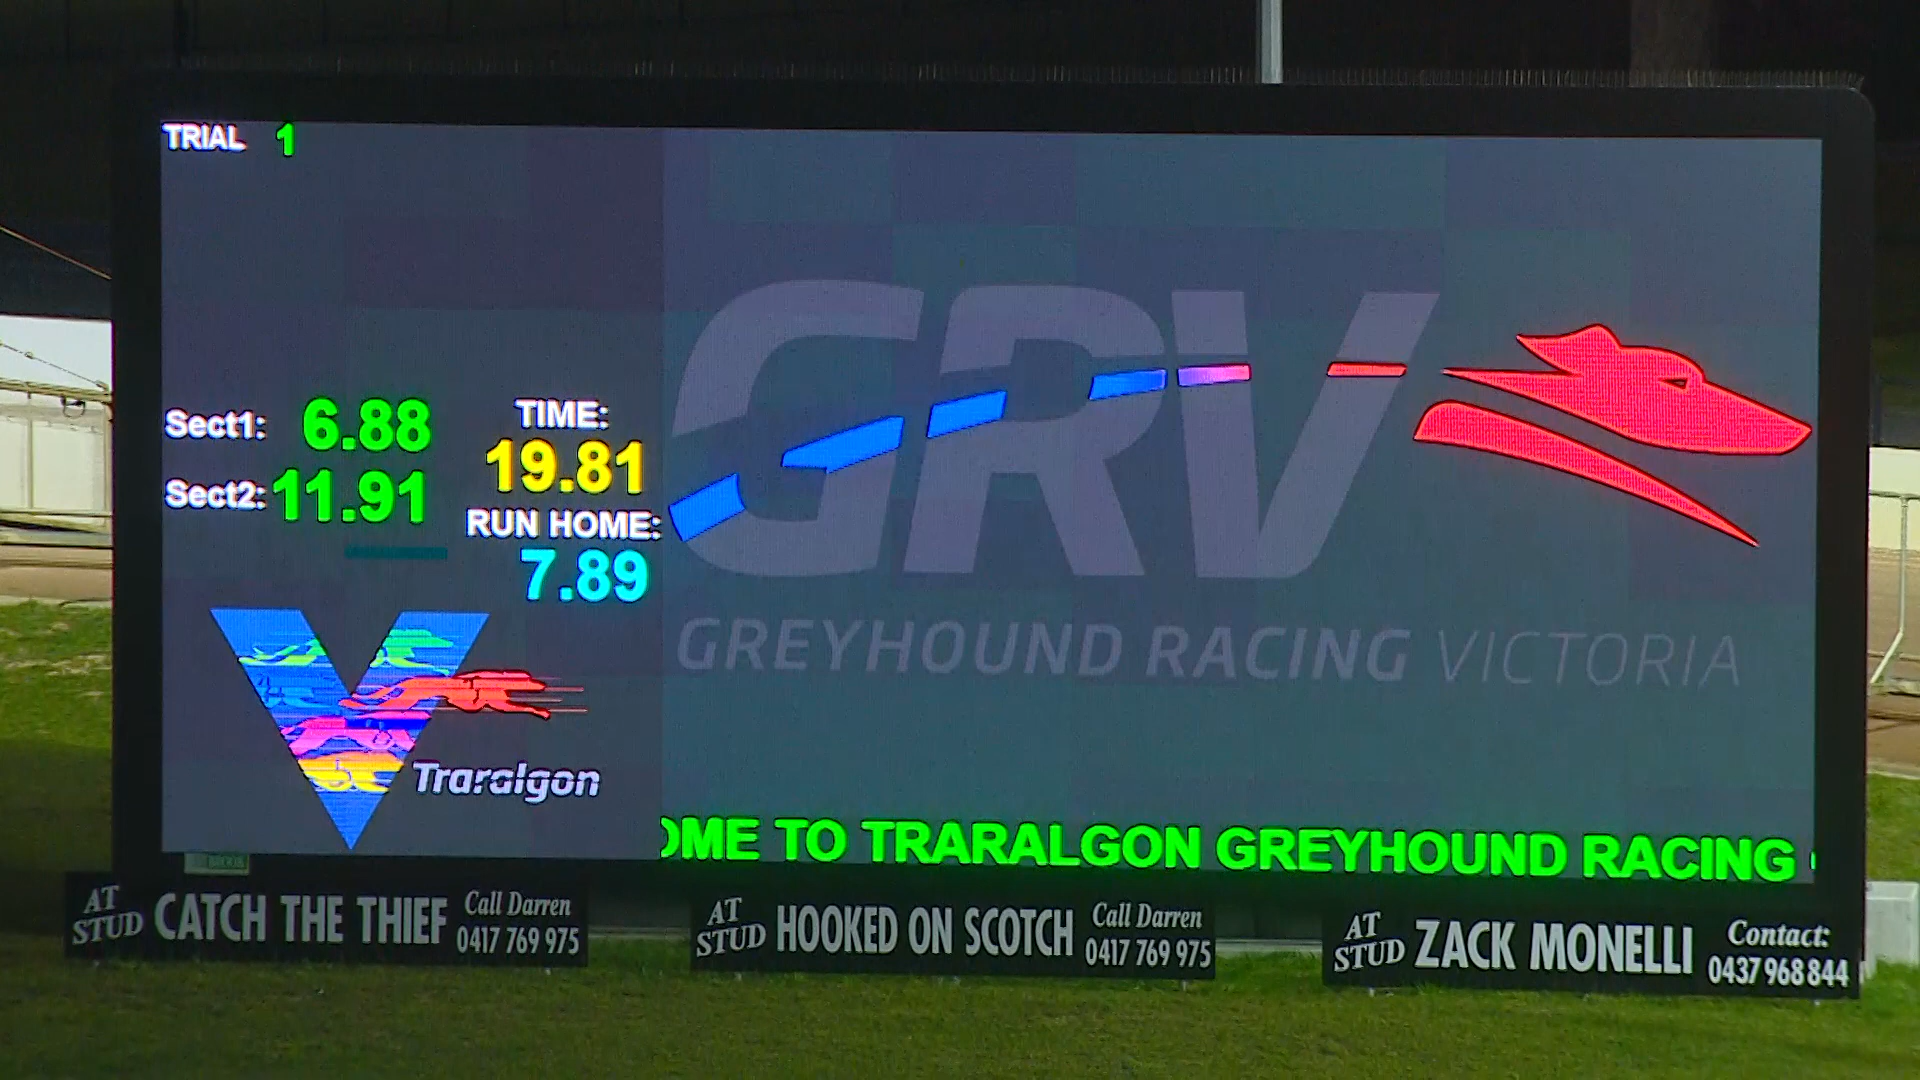 TRIAL 1
Sect1: 6.88
Sect2: 11.91
TIME:
19.81
RUN HOME:
7.89
GRV
GREYHOUND RACING VICTORIA
Traralgon
OME TO TRARALGON GREYHOUND RACING
AT STUD CATCH THE THIEF Call Darren 0417 769 975
AT STUD HOOKED ON SCOTCH Call Darren 0417 769 975
AT STUD ZACK MONELLI Contact: 0437 968 844